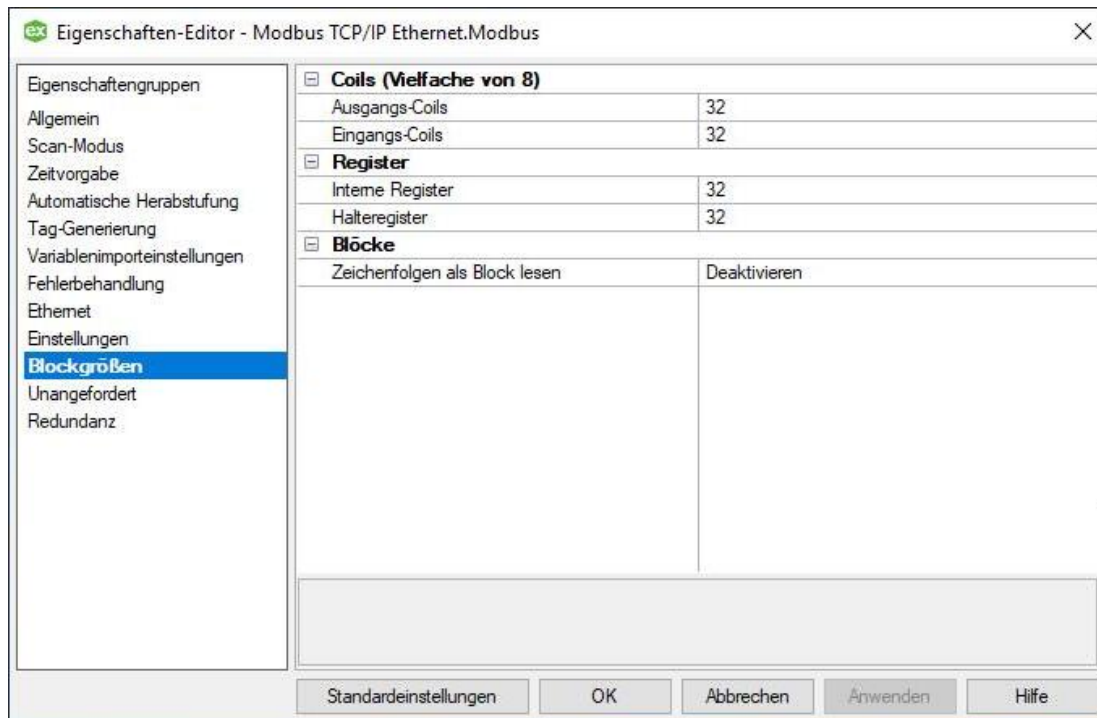 ex Eigenschaften-Editor - Modbus TCP/IP Ethernet.Modbus
Eigenschaftengruppen
Allgemein
Scan-Modus
Zeitvorgabe
Automatische Herabstufung
Tag-Generierung
Variablenimporteinstellungen
Fehlerbehandlung
Ethernet
Einstellungen
Blockgrößen
Unangefordert
Redundanz
Coils (Vielfache von 8)
Ausgangs-Coils 32
Eingangs-Coils 32
Register
Interne Register 32
Halteregister 32
Blöcke
Zeichenfolgen als Block lesen Deaktivieren
Standardeinstellungen OK Abbrechen Anwenden Hilfe